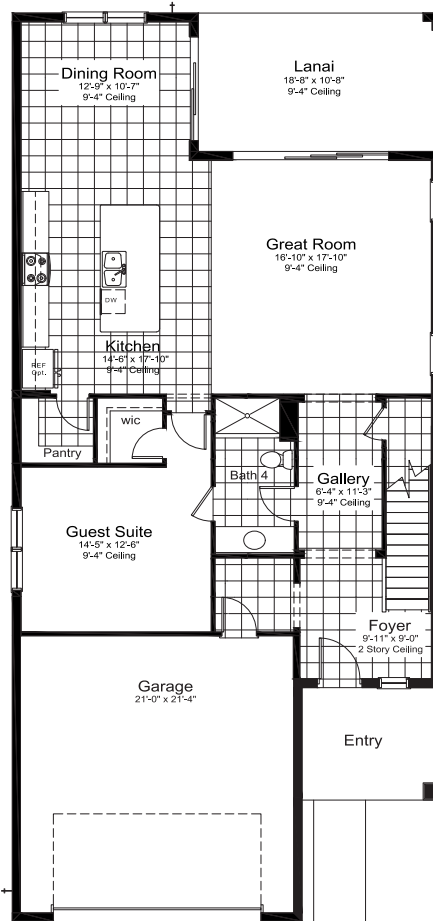 Dining Room
12'-9" x 10'-7"
9'-4" Ceiling
Lanai
18'-8" x 10'-8"
9'-4" Ceiling
Great Room
16'-10" x 17'-10"
9'-4" Ceiling
DW
Kitchen
14'-6" x 17'-10"
9'-4" Ceiling
REF
Opt.
Pantry
wic
Bath 4
Gallery
6'-4" x 11'-3"
9'-4" Ceiling
Guest Suite
14'-5" x 12'-6"
9'-4" Ceiling
Foyer
9'-11" x 9'-0"
2 Story Ceiling
Garage
21'-0" x 21'-4"
Entry